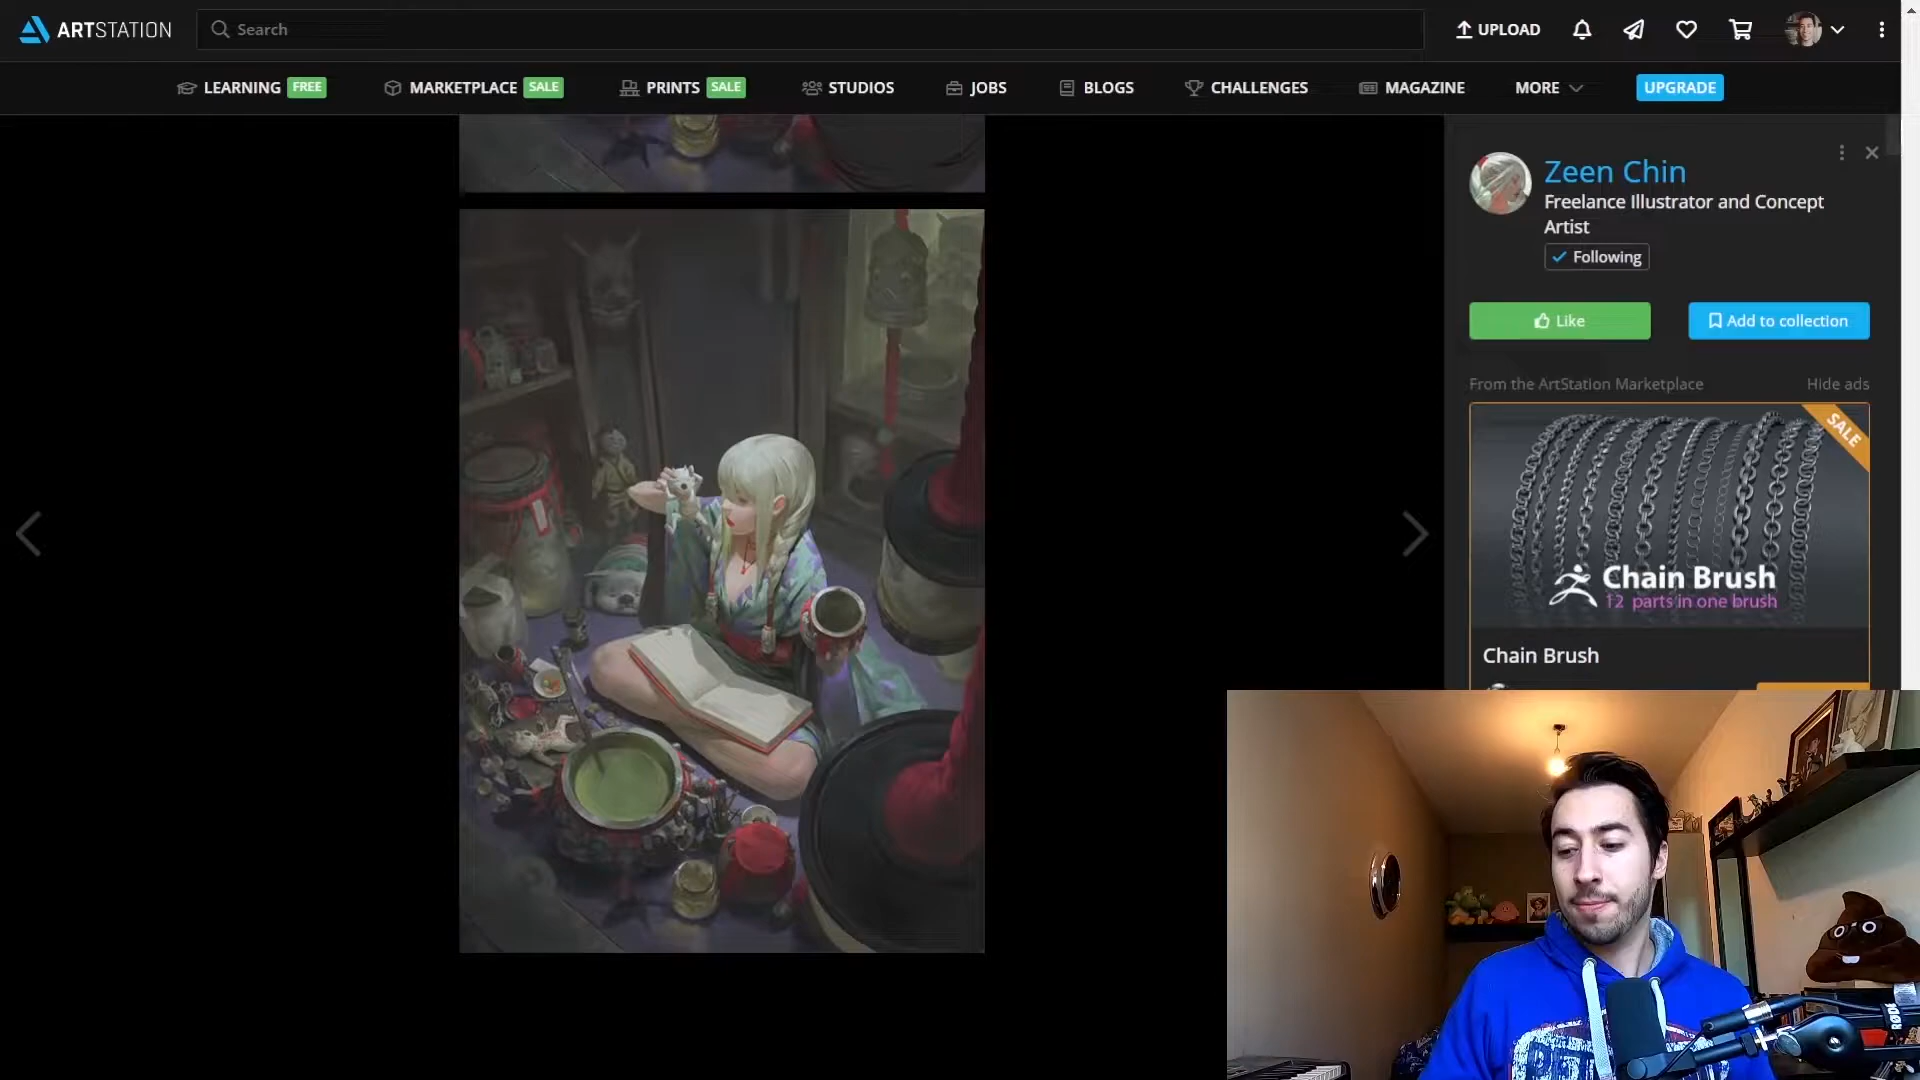 ARTSTATION
Search
UPLOAD
LEARNING FREE
MARKETPLACE SALE
PRINTS SALE
STUDIOS
JOBS
BLOGS
CHALLENGES
MAGAZINE
MORE
UPGRADE
Zeen Chin
Freelance Illustrator and Concept
Artist
Following
Like
Add to collection
From the ArtStation Marketplace
Hide ads
SALE
Chain Brush
12 parts in one brush
Chain Brush
RØDE